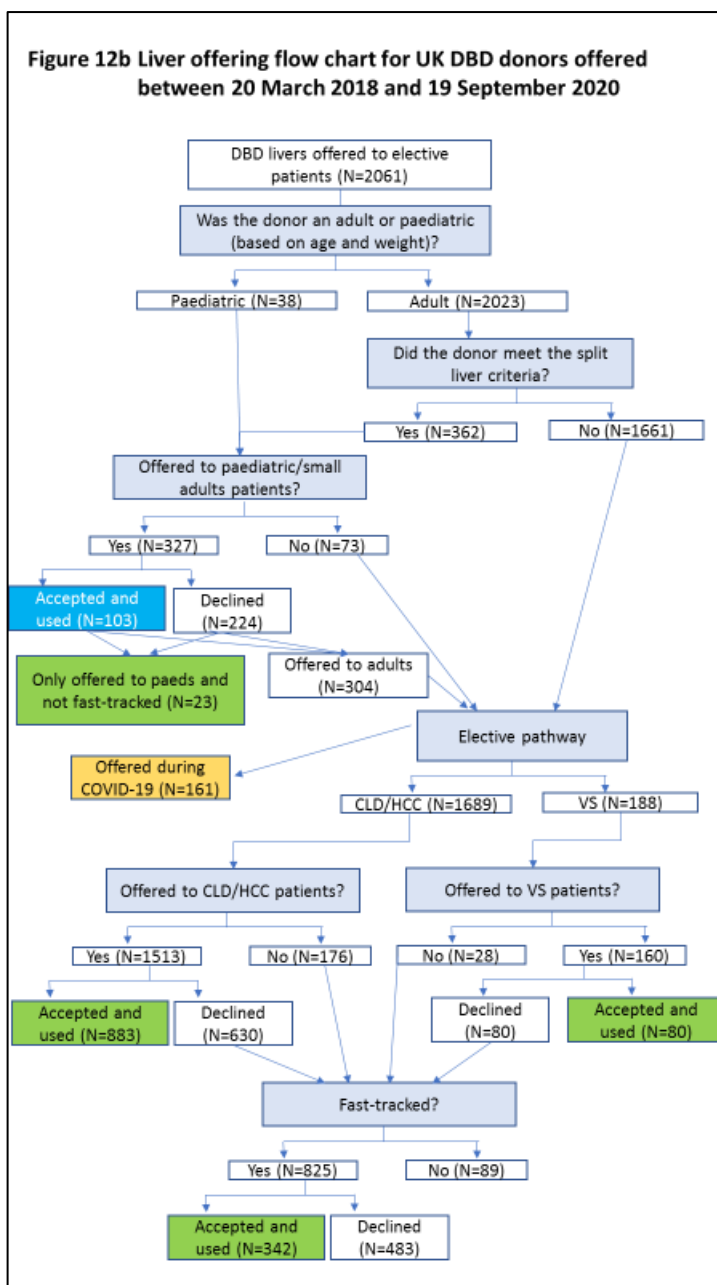 Figure 12b Liver offering flow chart for UK DBD donors offered
between 20 March 2018 and 19 September 2020
DBD livers offered to elective
patients (N=2061)
Was the donor an adult or paediatric
(based on age and weight)?
Paediatric (N=38)
Adult (N=2023)
Did the donor meet the split
liver criteria?
Yes (N=362)
No (N=1661)
Offered to paediatric/small
adults patients?
Yes (N=327)
No (N=73)
Accepted and
used (N=103)
Declined
(N=224)
Offered to adults
(N=304)
Only offered to paeds and
not fast-tracked (N=23)
Elective pathway
Offered during
COVID-19 (N=161)
CLD/HCC (N=1689)
VS (N=188)
Offered to CLD/HCC patients?
Offered to VS patients?
Yes (N=1513)
No (N=176)
No (N=28)
Yes (N=160)
Accepted and
used (N=883)
Declined
(N=630)
Declined
(N=80)
Accepted and
used (N=80)
Fast-tracked?
Yes (N=825)
No (N=89)
Accepted and
used (N=342)
Declined
(N=483)